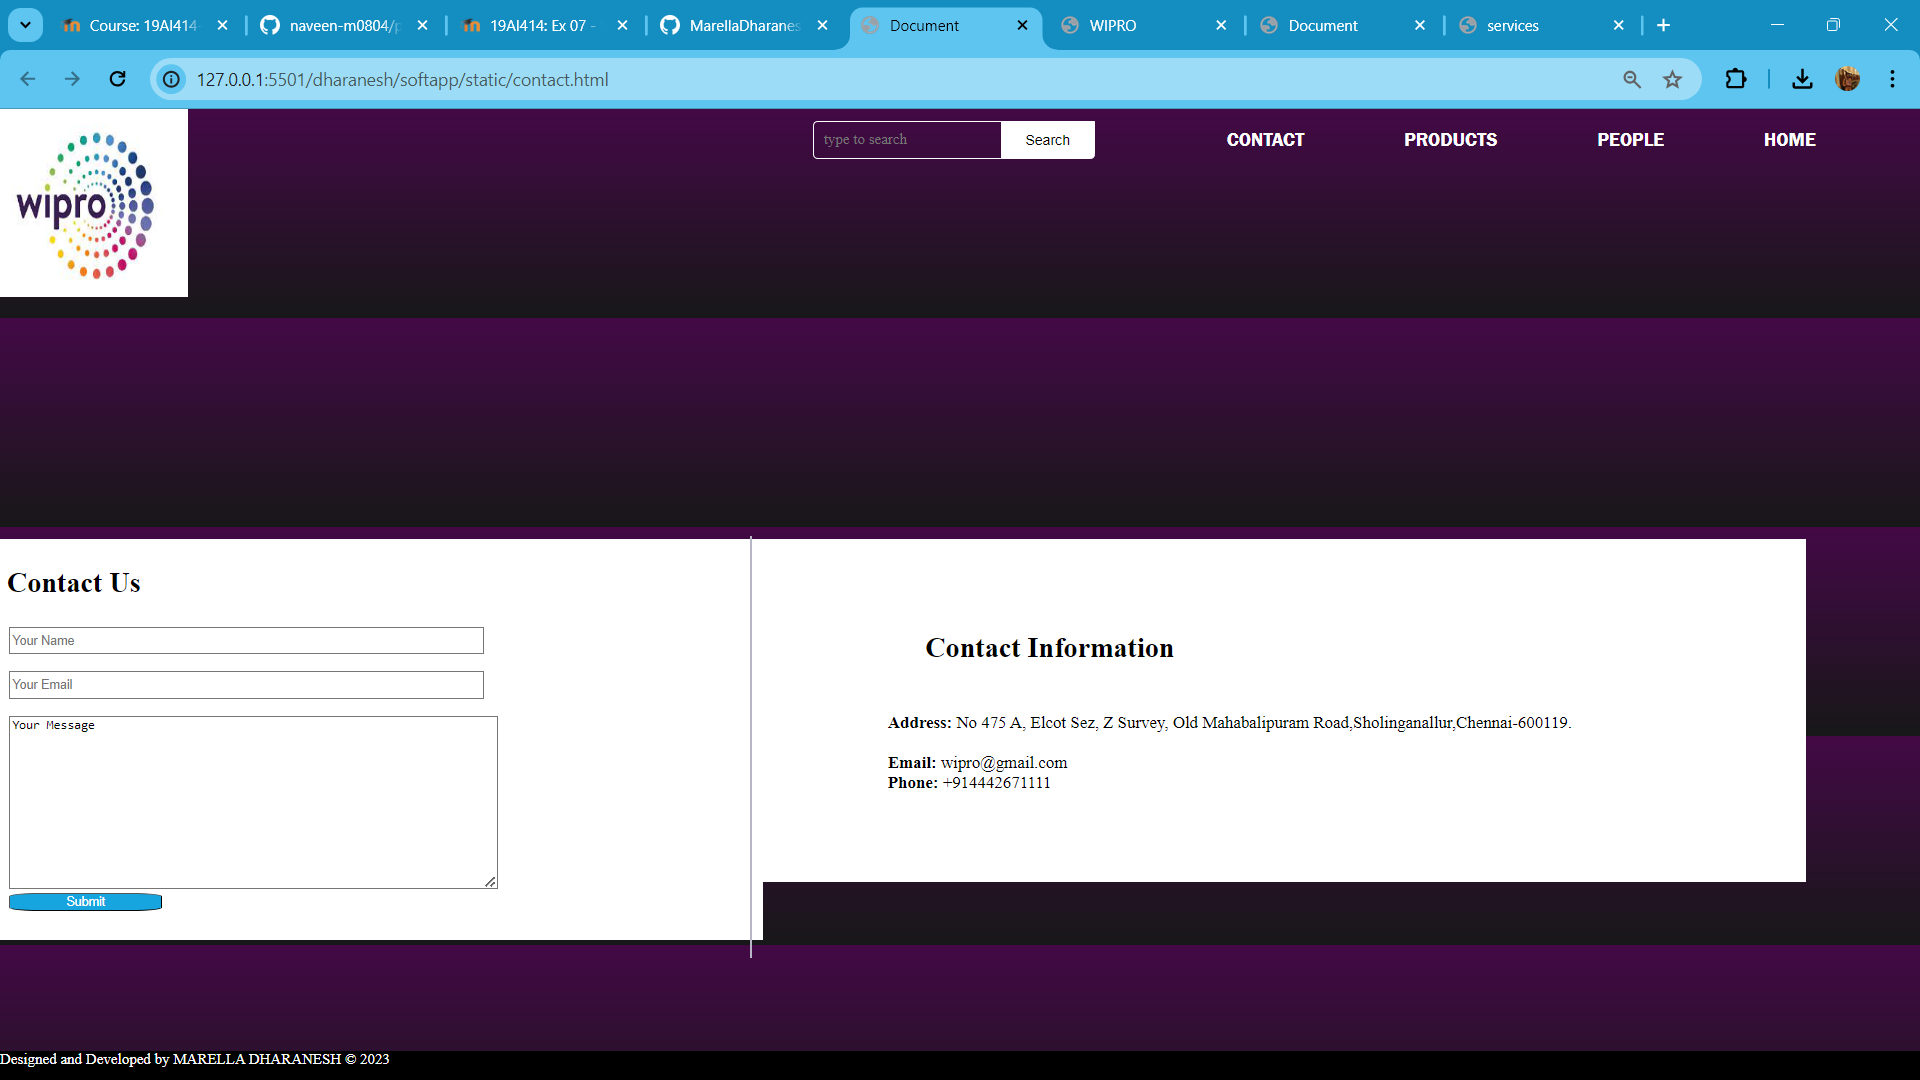 Course: 19AI414-
naveen-m0804/p
19AI414: Ex 07 -
MarellaDharanes
Document
WIPRO
Document
services
127.0.0.1:5501/dharanesh/softapp/static/contact.html
wipro
type to search
Search
CONTACT
PRODUCTS
PEOPLE
HOME
Contact Us
Your Name
Your Email
Your Message
Submit
Contact Information
Address: No 475 A, Elcot Sez, Z Survey, Old Mahabalipuram Road,Sholinganallur,Chennai-600119.
Email: wipro@gmail.com
Phone: +914442671111
Designed and Developed by MARELLA DHARANESH © 2023